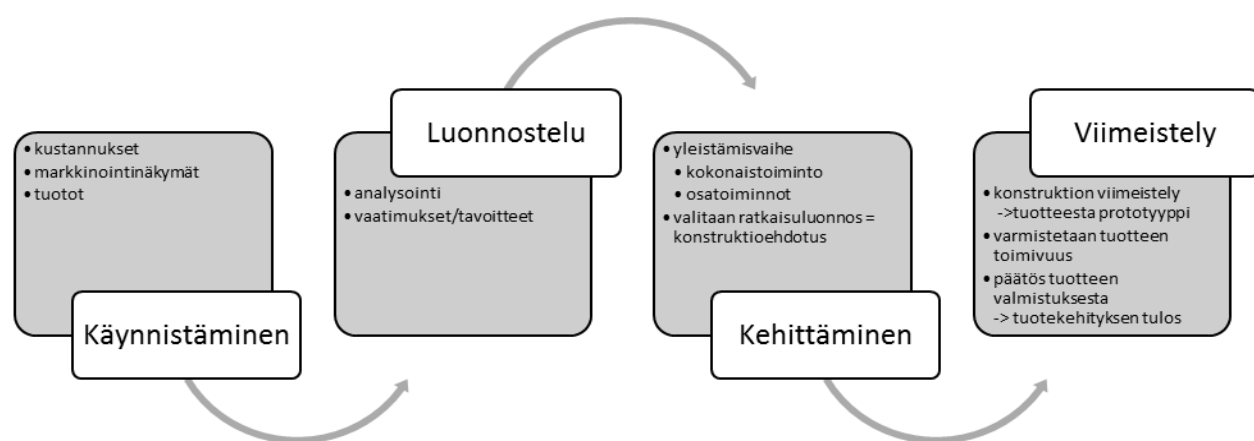 • kustannukset
• markkinointinäkymät
• tuotot
Käynnistäminen
Luonnostelu
• analysointi
• vaatimukset/tavoitteet
• yleistämisvaihe
• kokonaistoiminto
• osatoiminnot
• valitaan ratkaisuluonnos =
konstruktioehdotus
Kehittäminen
Viimeistely
• konstruktion viimeistely
->tuotteesta prototyyppi
• varmistetaan tuotteen
toimivuus
• päätös tuotteen
valmistuksesta
-> tuotekehityksen tulos